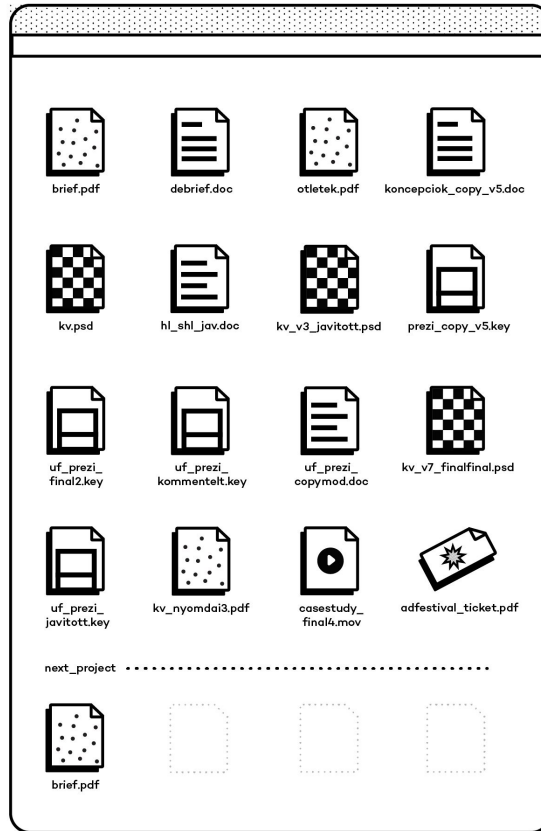 brief.pdf
debrief.doc
otletek.pdf
koncepciok_copy_v5.doc
kv.psd
hl_shl_jav.doc
kv_v3_javitott.psd
prezi_copy_v5.key
uf_prezi_
final2.key
uf_prezi_
kommentelt.key
uf_prezi_
copymod.doc
kv_v7_finalfinal.psd
uf_prezi_
javitott.key
kv_nyomdai3.pdf
casestudy_
final4.mov
adfestival_ticket.pdf
next_project
brief.pdf